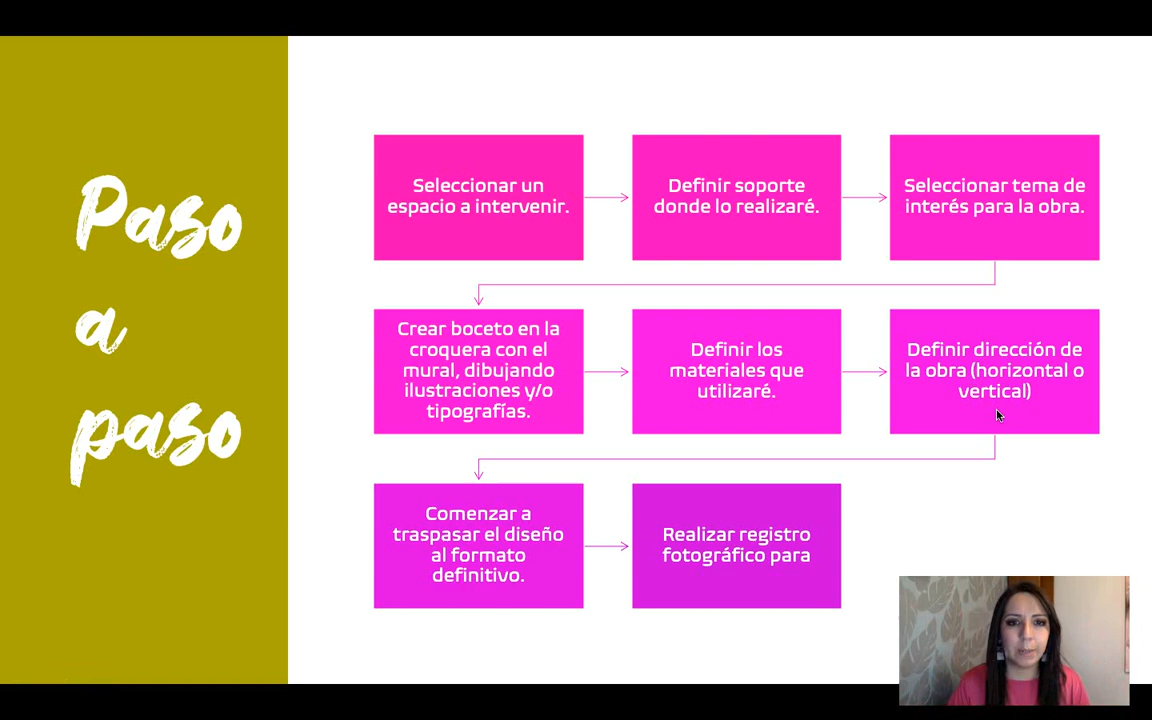 Paso
a
paso
Seleccionar un
espacio a intervenir.
Definir soporte
donde lo realizaré.
Seleccionar tema de
interés para la obra.
Crear boceto en la
croquera con el
mural, dibujando
ilustraciones y/o
tipografías.
Definir los
materiales que
utilizaré.
Definir dirección de
la obra (horizontal o
vertical)
Comenzar a
traspasar el diseño
al formato
definitivo.
Realizar registro
fotográfico para